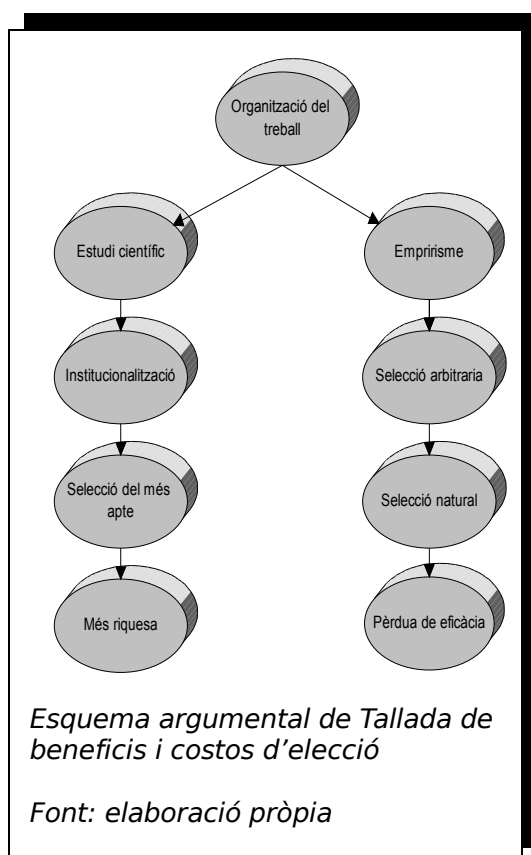 Organització del
treball
Estudi científic
Empririsme
Institucionalització
Selecció arbitraria
Selecció del més
apte
Selecció natural
Més riquesa
Pèrdua de eficàcia
Esquema argumental de Tallada de
beneficis i costos d’elecció
Font: elaboració pròpia